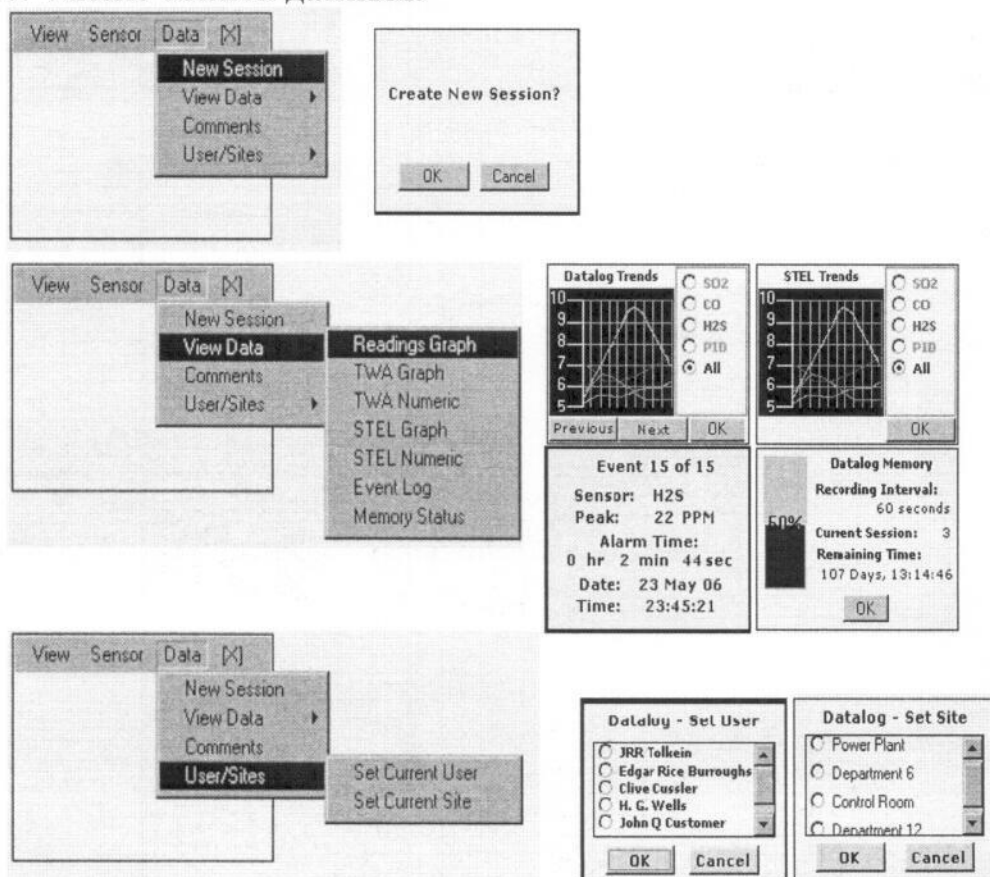 View Sensor Data [X]
New Session
View Data
Comments
User/Sites
Create New Session?
OK Cancel
View Sensor Data [X]
New Session
View Data
Comments
User/Sites
Readings Graph
TWA Graph
TWA Numeric
STEL Graph
STEL Numeric
Event Log
Memory Status
Datalog Trends
10
9
8
7
6
5
SO2
CO
H2S
PID
All
Previous Next OK
STEL Trends
10
9
8
7
6
5
SO2
CO
H2S
PID
All
OK
Event 15 of 15
Sensor: H2S
Peak: 22 PPM
Alarm Time:
0 hr 2 min 44 sec
Date: 23 May 06
Time: 23:45:21
Datalog Memory
Recording Interval:
60 seconds
50%
Current Session: 3
Remaining Time:
107 Days, 13:14:46
OK
View Sensor Data [X]
New Session
View Data
Comments
User/Sites
Set Current User
Set Current Site
Datalog - Set User
JRR Tolkein
Edgar Rice Burroughs
Clive Cussler
H. G. Wells
John Q Customer
OK Cancel
Datalog - Set Site
Power Plant
Department 6
Control Room
Department 12
OK Cancel